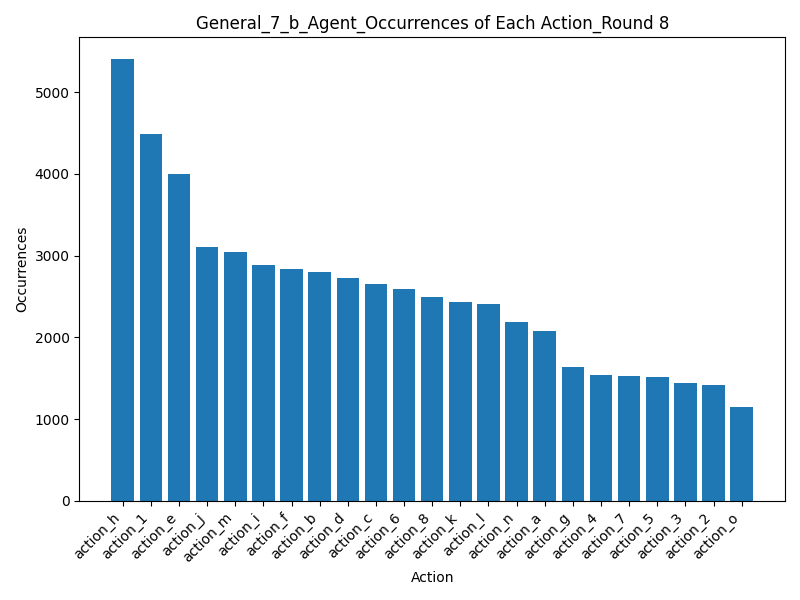 General_7_b_Agent_Occurrences of Each Action_Round 8
Occurrences
5000
4000
3000
2000
1000
0
action_h
action_1
action_e
action_j
action_m
action_i
action_f
action_b
action_d
action_c
action_6
action_8
action_k
action_l
action_n
action_a
action_g
action_4
action_7
action_5
action_3
action_2
action_o
Action